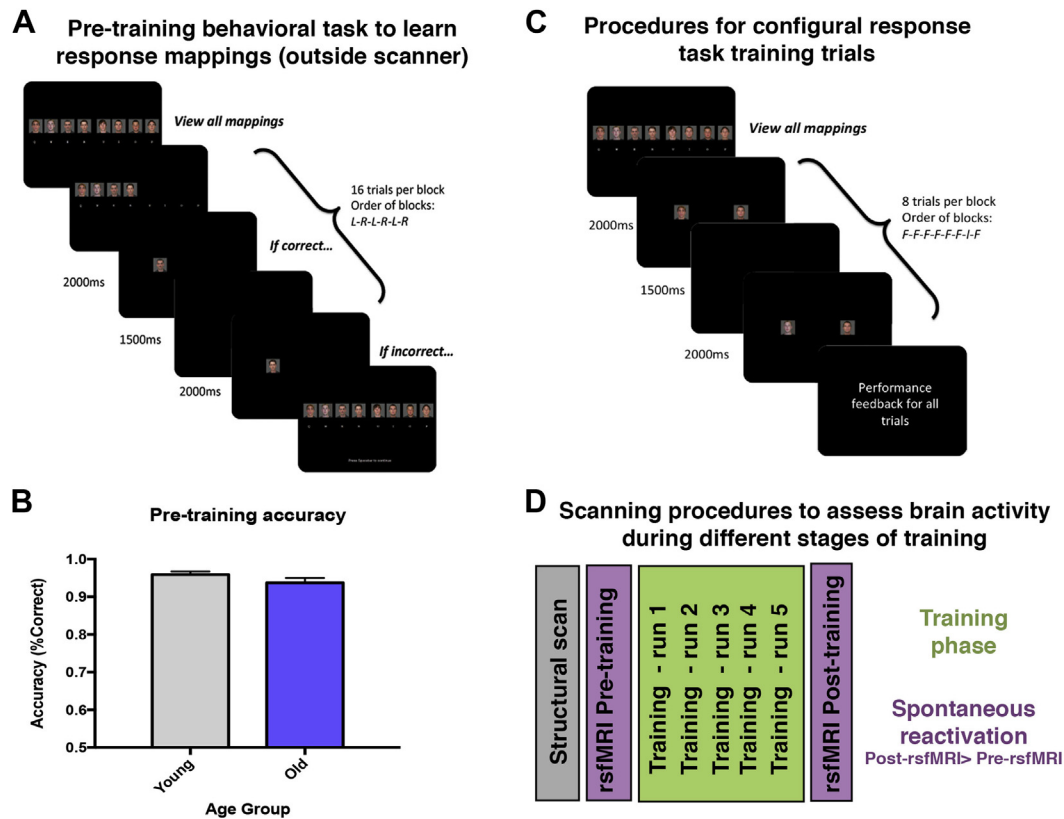 A
Pre-training behavioral task to learn
response mappings (outside scanner)
View all mappings
16 trials per block
Order of blocks:
L-R-L-R-L-R
If correct...
2000ms
1500ms
If incorrect...
2000ms
Press Spacebar to continue
B
Pre-training accuracy
Accuracy (%Correct)
1.0
0.9
0.8
0.7
0.6
0.5
Young
Old
Age Group
C
Procedures for configural response
task training trials
View all mappings
8 trials per block
Order of blocks:
F-F-F-F-F-F-I-F
2000ms
1500ms
2000ms
Performance
feedback for all
trials
D
Scanning procedures to assess brain activity
during different stages of training
Structural scan
rsfMRI Pre-training
Training - run 1
Training - run 2
Training - run 3
Training - run 4
Training - run 5
rsfMRI Post-training
Training
phase
Spontaneous
reactivation
Post-rsfMRI> Pre-rsfMRI